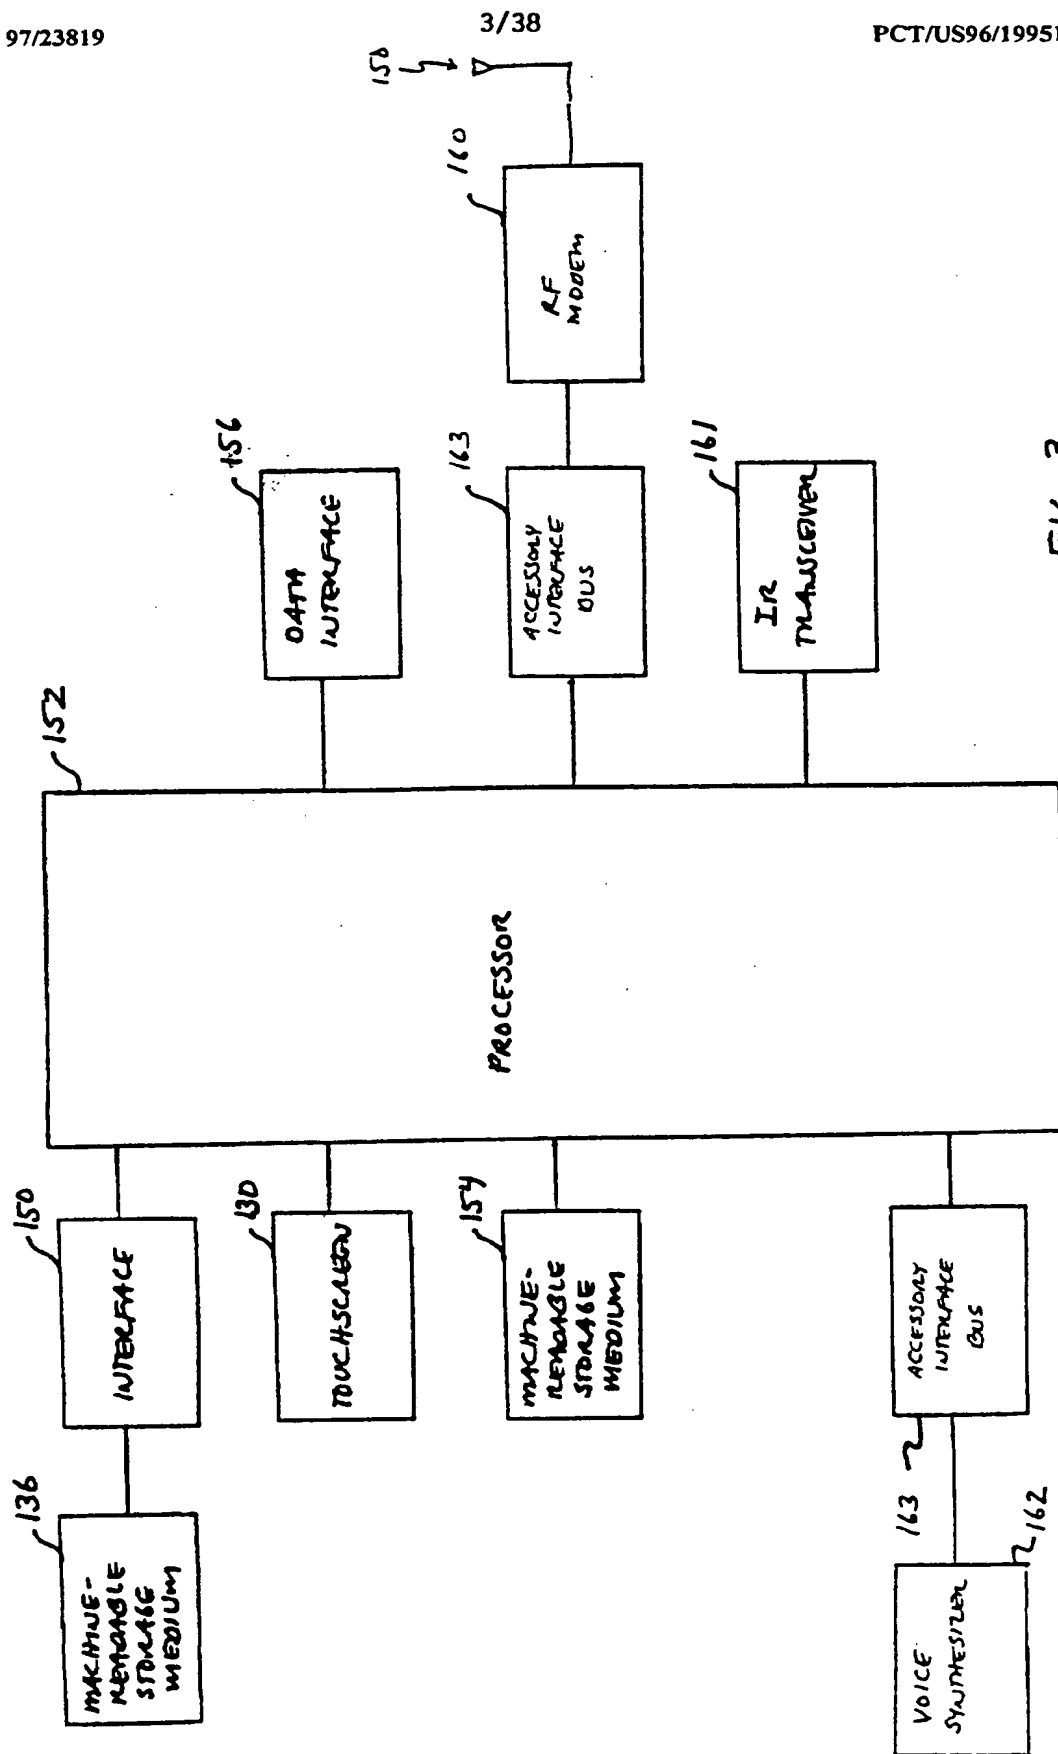 97/23819
3/38
PCT/US96/19951
136
MACHINE-
READABLE
STORAGE
MEDIUM
150
INTERFACE
130
TOUCHSCREEN
154
MACHINE-
READABLE
STORAGE
MEDIUM
162
VOICE
SYNTHESIZER
163
ACCESSORY
INTERFACE
BUS
152
PROCESSOR
156
DATA
INTERFACE
163
ACCESSORY
INTERFACE
BUS
161
IR
TRANSCEIVER
160
RF
MODEM
158